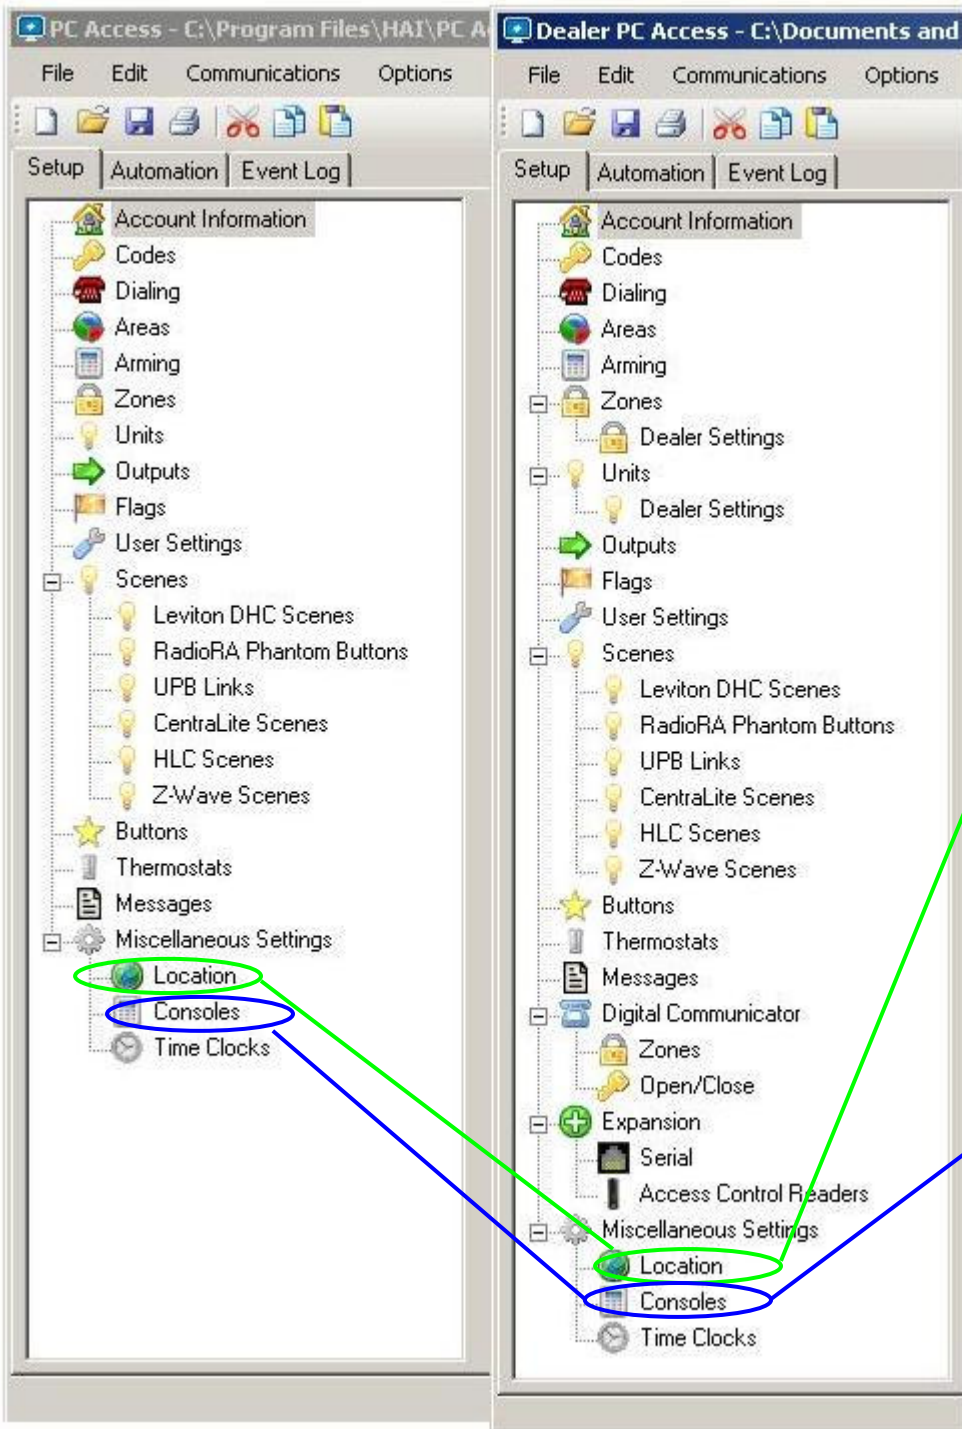 PC Access - C:\Program Files\HAI\PC A
File Edit Communications Options
Setup Automation Event Log
Account Information
Codes
Dialing
Areas
Arming
Zones
Units
Outputs
Flags
User Settings
Scenes
Leviton DHC Scenes
RadioRA Phantom Buttons
UPB Links
CentraLite Scenes
HLC Scenes
Z-Wave Scenes
Buttons
Thermostats
Messages
Miscellaneous Settings
Location
Consoles
Time Clocks
Dealer PC Access - C:\Documents and
File Edit Communications Options
Setup Automation Event Log
Account Information
Codes
Dialing
Areas
Arming
Zones
Dealer Settings
Units
Dealer Settings
Outputs
Flags
User Settings
Scenes
Leviton DHC Scenes
RadioRA Phantom Buttons
UPB Links
CentraLite Scenes
HLC Scenes
Z-Wave Scenes
Buttons
Thermostats
Messages
Digital Communicator
Zones
Open/Close
Expansion
Serial
Access Control Readers
Miscellaneous Settings
Location
Consoles
Time Clocks